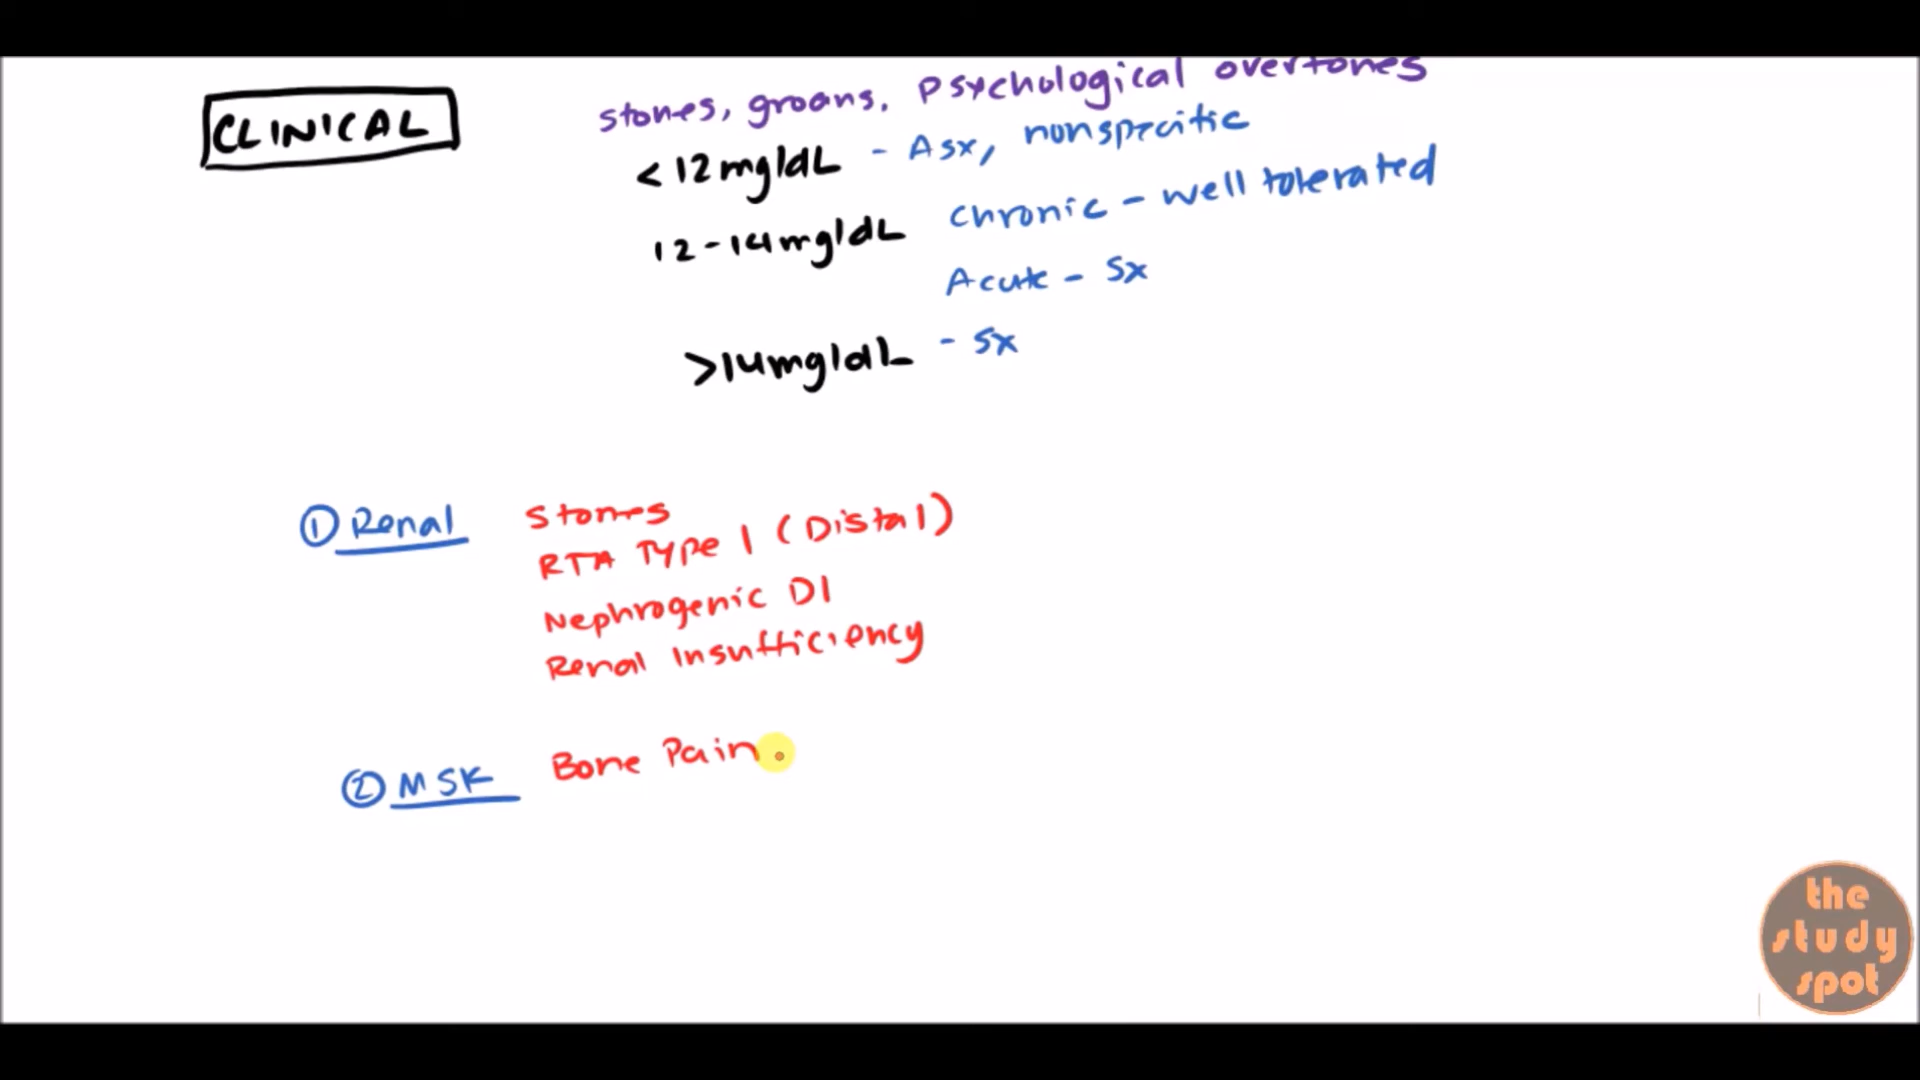 CLINICAL
stones, groans, Psychological overtones
<12mg/dL - Asx, nonspecific
12-14mg/dL Chronic - well tolerated
Acute - Sx
>14mg/dL - Sx
① Renal Stones
RTA Type 1 (Distal)
Nephrogenic DI
Renal Insufficiency
② MSK Bone Pain
the
study
spot